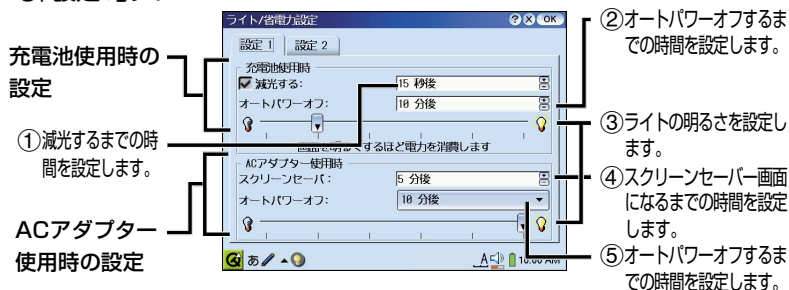 ライト/省電力設定
? X OK
設定 1
設定 2
充電池使用時
減光する:
15 秒後
オートパワーオフ:
10 分後
画面を明るくするほど電力を消費します
ACアダプター使用時
スクリーンセーバ:
5 分後
オートパワーオフ:
10 分後
あ
A
10:00 AM
充電池使用時の
設定
①減光するまでの時
間を設定します。
ACアダプター
使用時の設定
②オートパワーオフするま
での時間を設定します。
③ライトの明るさを設定し
ます。
④スクリーンセーバー画面
になるまでの時間を設定
します。
⑤オートパワーオフするま
での時間を設定します。